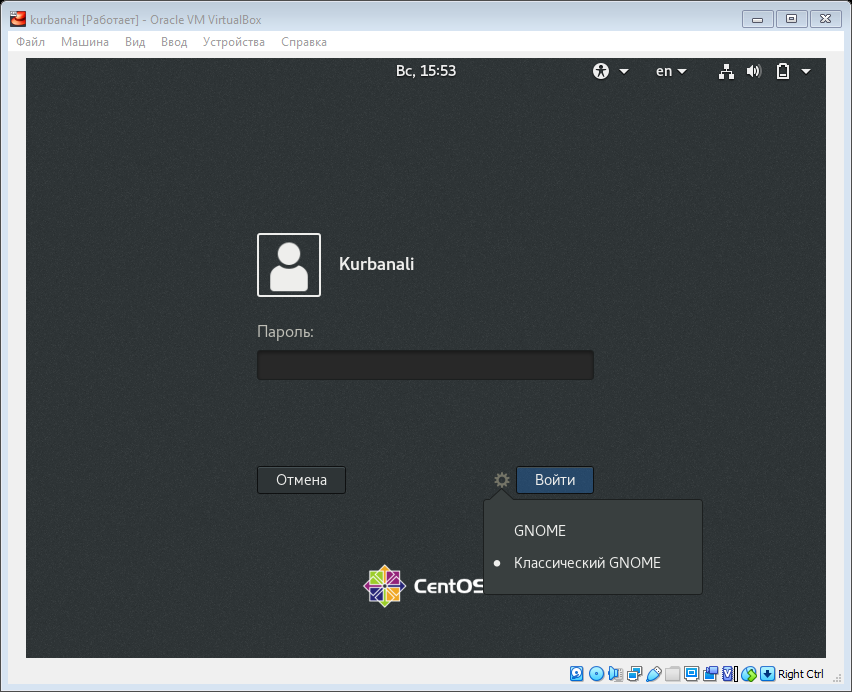 kurbanali [Работает] - Oracle VM VirtualBox
Файл Машина Вид Ввод Устройства Справка
Вс, 15:53 en
Kurbanali
Пароль:
Отмена Войти
GNOME
Классический GNOME
CentOS
Right Ctrl